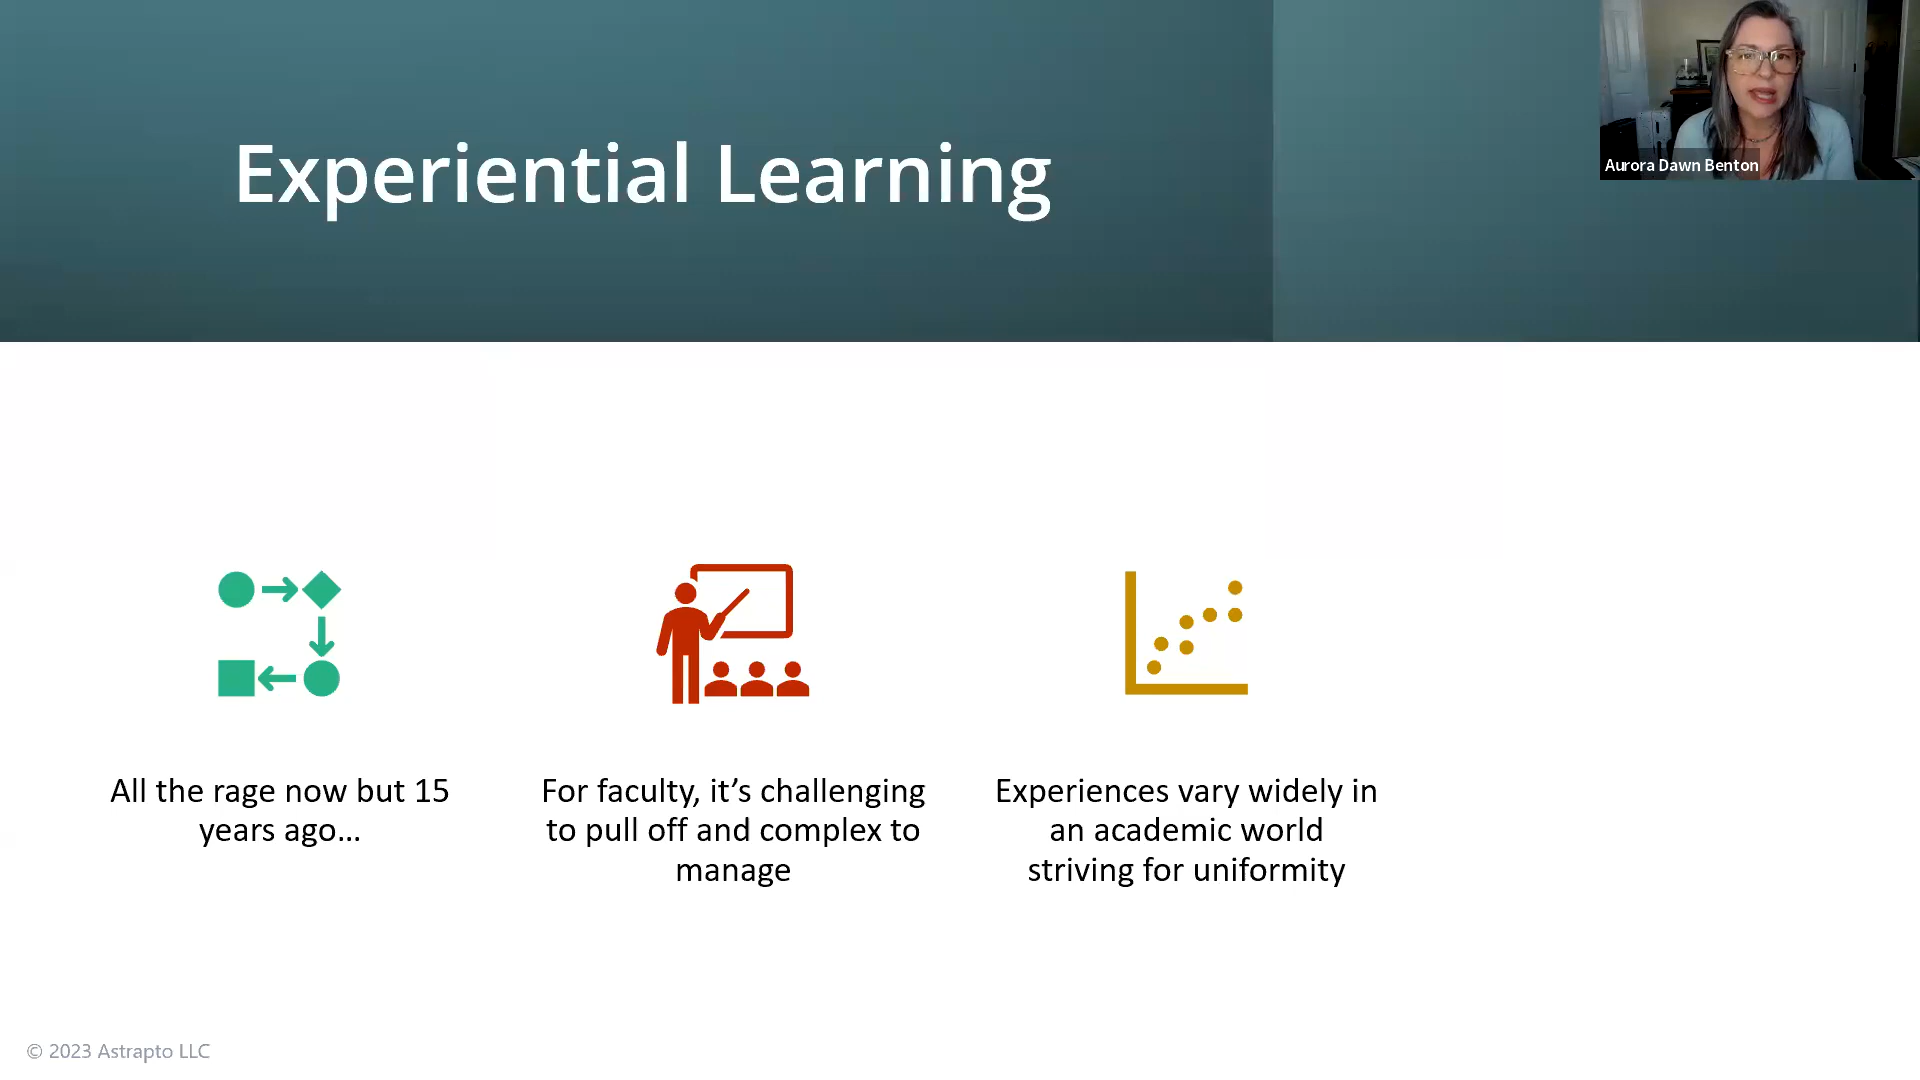 Experiential Learning
Aurora Dawn Benton
All the rage now but 15
years ago…
For faculty, it’s challenging
to pull off and complex to
manage
Experiences vary widely in
an academic world
striving for uniformity
© 2023 Astrapto LLC